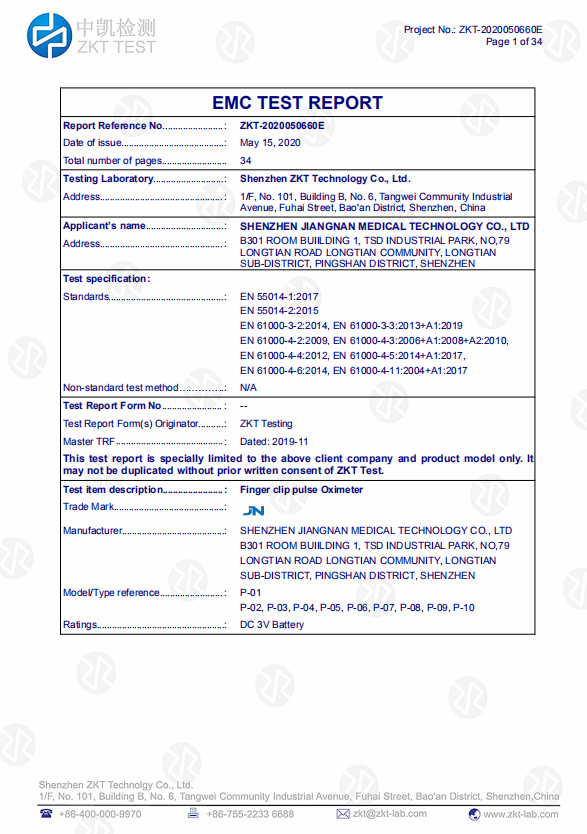 中凯检测
ZKT TEST
Project No.: ZKT-2020050660E
Page 1 of 34
EMC TEST REPORT
Report Reference No.......................: ZKT-2020050660E
Date of issue.......................................: May 15, 2020
Total number of pages........................ 34
Testing Laboratory..........................: Shenzhen ZKT Technology Co., Ltd.
Address...............................................: 1/F, No. 101, Building B, No. 6, Tangwei Community Industrial
Avenue, Fuhai Street, Bao'an District, Shenzhen, China
Applicant's name.............................: SHENZHEN JIANGNAN MEDICAL TECHNOLOGY CO., LTD
Address...............................................: B301 ROOM BUIILDING 1, TSD INDUSTRIAL PARK, NO,79
LONGTIAN ROAD LONGTIAN COMMUNITY, LONGTIAN
SUB-DISTRICT, PINGSHAN DISTRICT, SHENZHEN
Test specification:
Standards...........................................: EN 55014-1:2017
EN 55014-2:2015
EN 61000-3-2:2014, EN 61000-3-3:2013+A1:2019
EN 61000-4-2:2009, EN 61000-4-3:2006+A1:2008+A2:2010,
EN 61000-4-4:2012, EN 61000-4-5:2014+A1:2017,
EN 61000-4-6:2014, EN 61000-4-11:2004+A1:2017
Non-standard test method…………..: N/A
Test Report Form No.......................: --
Test Report Form(s) Originator..........: ZKT Testing
Master TRF.........................................: Dated: 2019-11
This test report is specially limited to the above client company and product model only. It
may not be duplicated without prior written consent of ZKT Test.
Test item description.......................: Finger clip pulse Oximeter
Trade Mark..........................................: JN
Manufacturer.......................................: SHENZHEN JIANGNAN MEDICAL TECHNOLOGY CO., LTD
B301 ROOM BUIILDING 1, TSD INDUSTRIAL PARK, NO,79
LONGTIAN ROAD LONGTIAN COMMUNITY, LONGTIAN
SUB-DISTRICT, PINGSHAN DISTRICT, SHENZHEN
Model/Type reference........................: P-01
P-02, P-03, P-04, P-05, P-06, P-07, P-08, P-09, P-10
Ratings................................................: DC 3V Battery
Shenzhen ZKT Technolgy Co., Ltd.
1/F, No. 101, Building B, No. 6, Tangwei Community Industrial Avenue, Fuhai Street, Bao'an District, Shenzhen,China
+86-400-000-9970 +86-755-2233 6688 zkt@zkt-lab.com www.zkt-lab.com